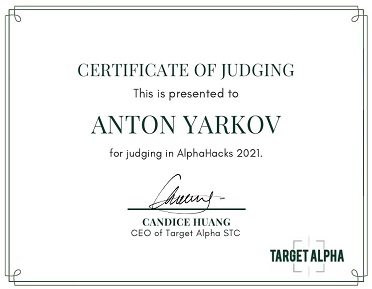 CERTIFICATE OF JUDGING
This is presented to
ANTON YARKOV
for judging in AlphaHacks 2021.
CANDICE HUANG
CEO of Target Alpha STC
TARGET ALPHA